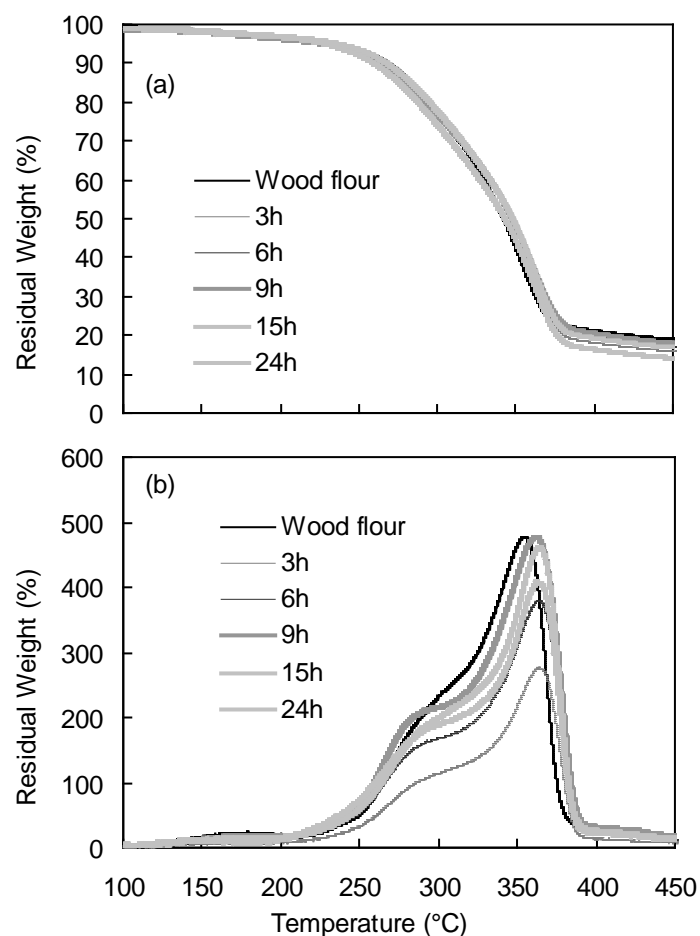 100
90
80
70
60
50
40
30
20
10
0
Residual Weight (%)
(a)
Wood flour
3h
6h
9h
15h
24h
600
500
400
300
200
100
0
Residual Weight (%)
(b)
Wood flour
3h
6h
9h
15h
24h
100 150 200 250 300 350 400 450
Temperature (°C)